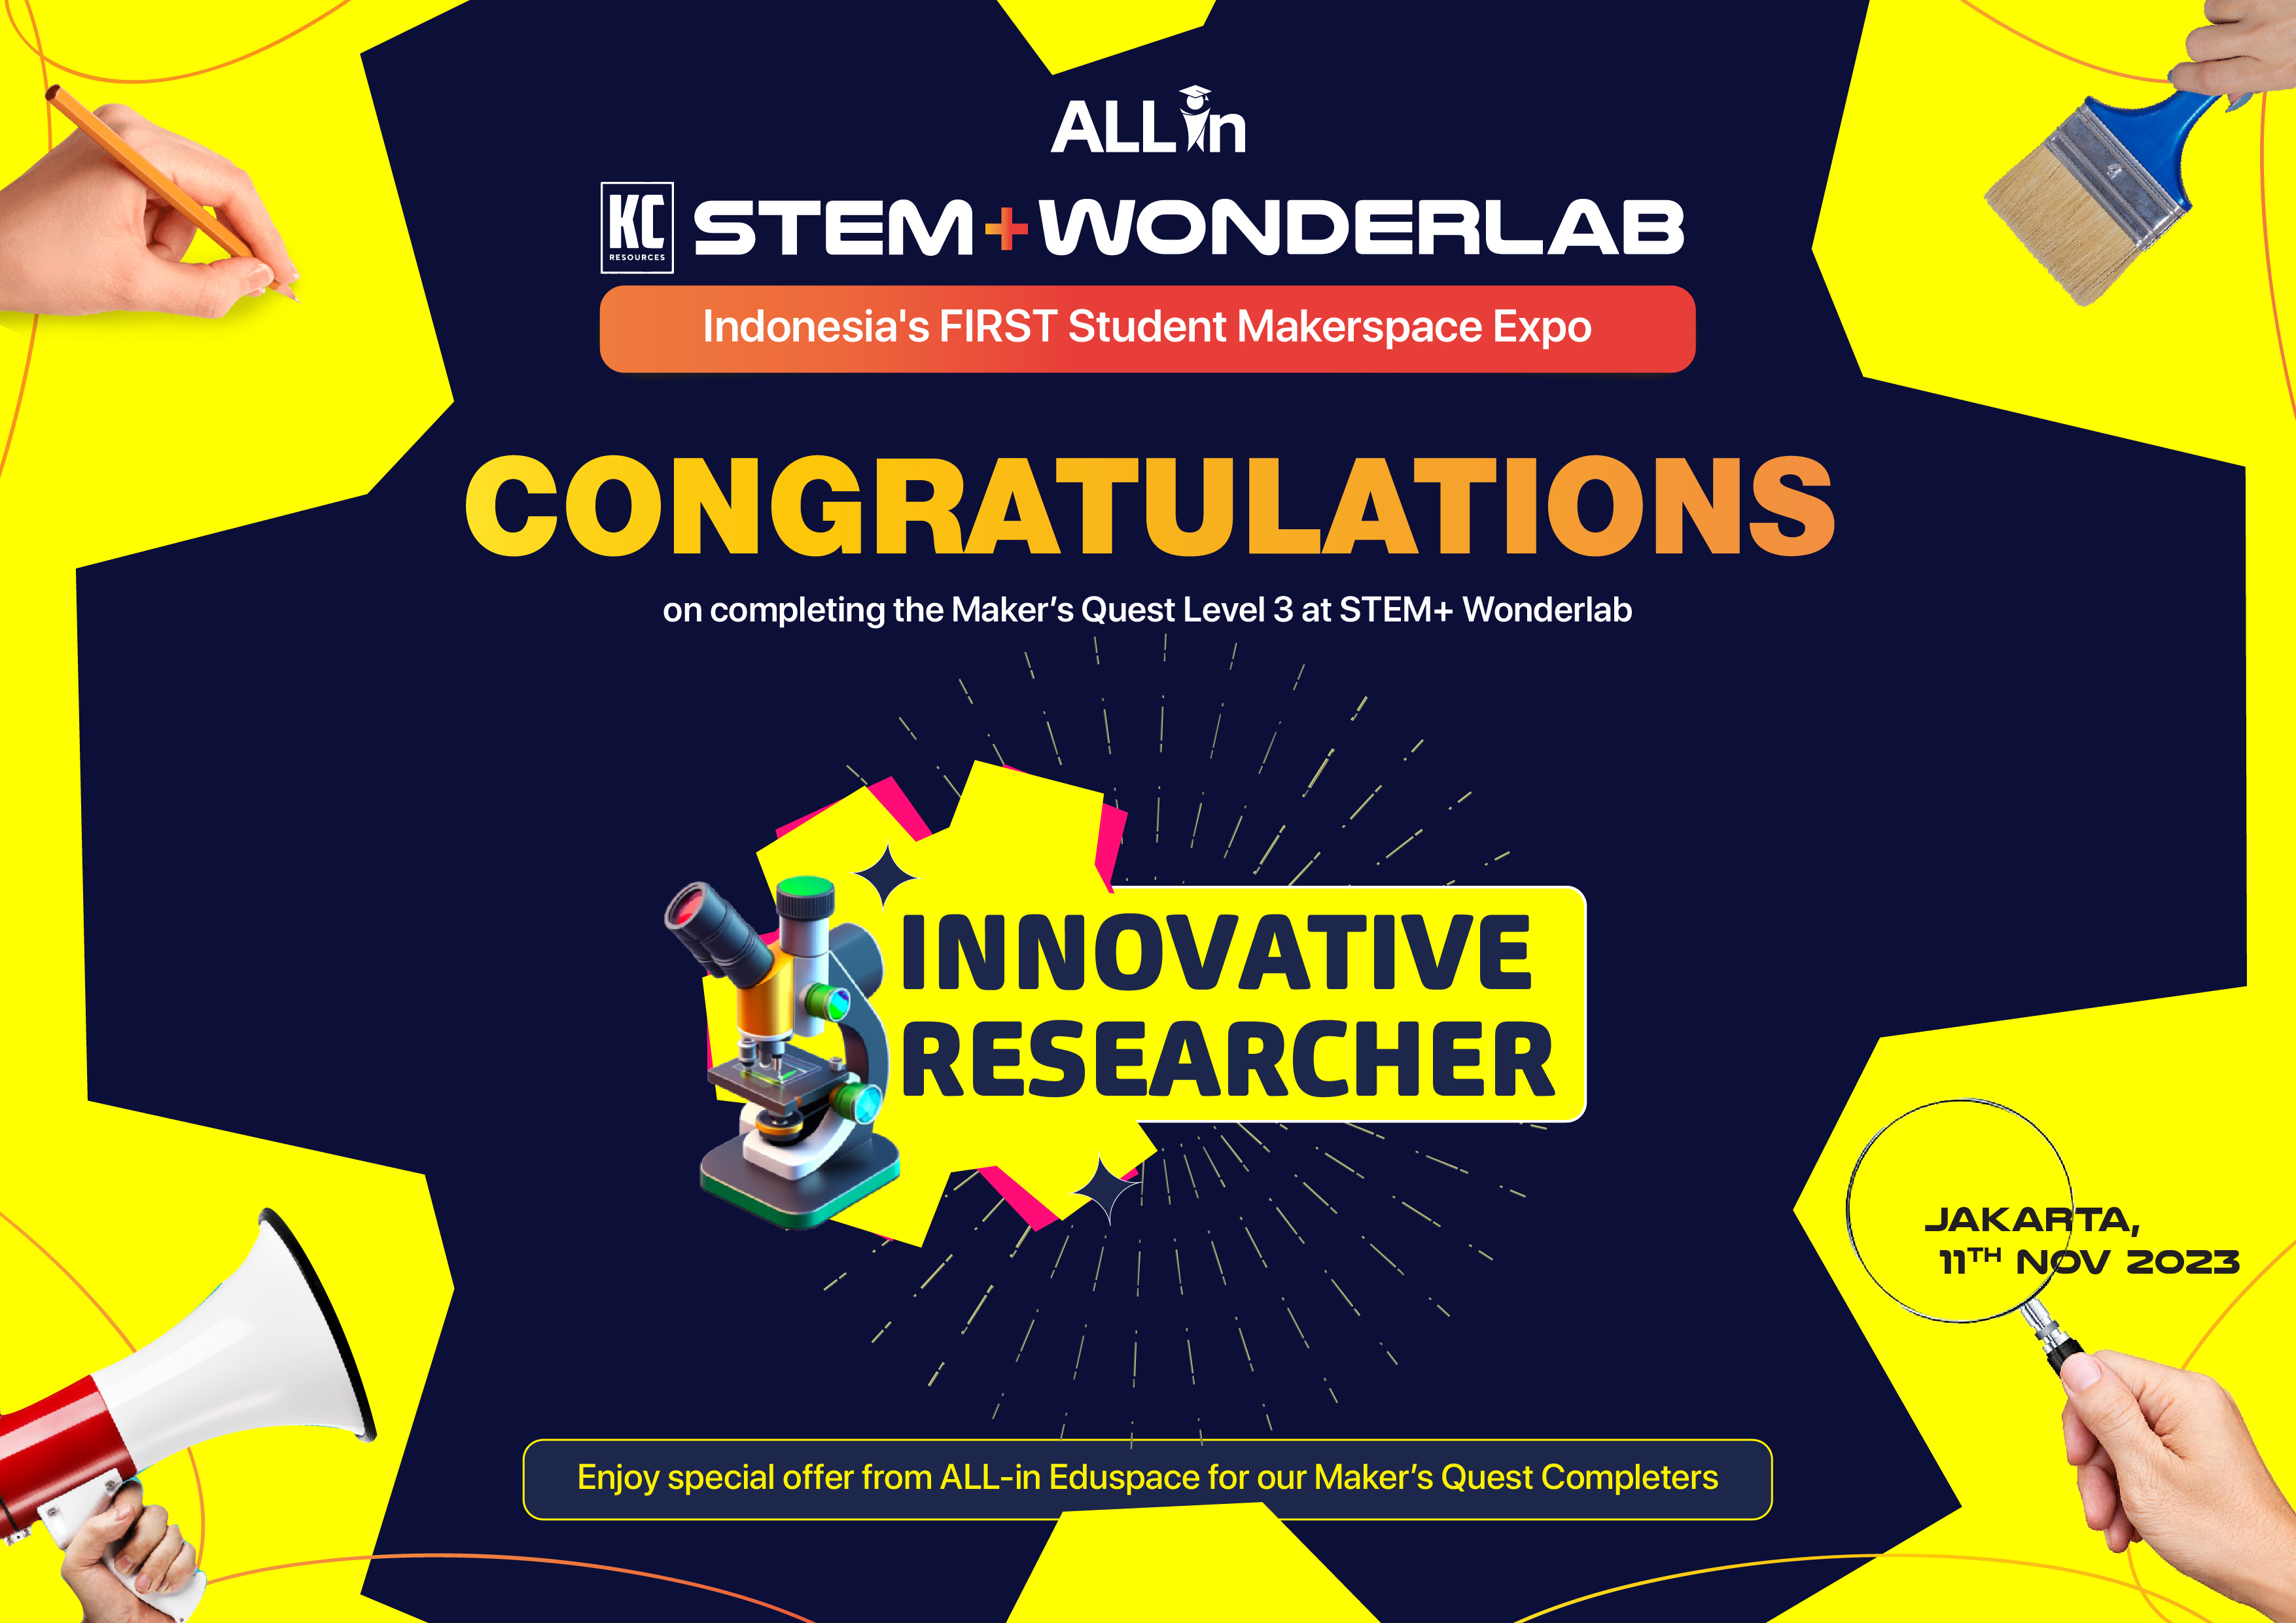 ALL in
KC
RESOURCES
STEM+WONDERLAB
Indonesia's FIRST Student Makerspace Expo
CONGRATULATIONS
on completing the Maker’s Quest Level 3 at STEM+ Wonderlab
INNOVATIVE
RESEARCHER
JAKARTA,
11TH NOV 2023
Enjoy special offer from ALL-in Eduspace for our Maker’s Quest Completers
4